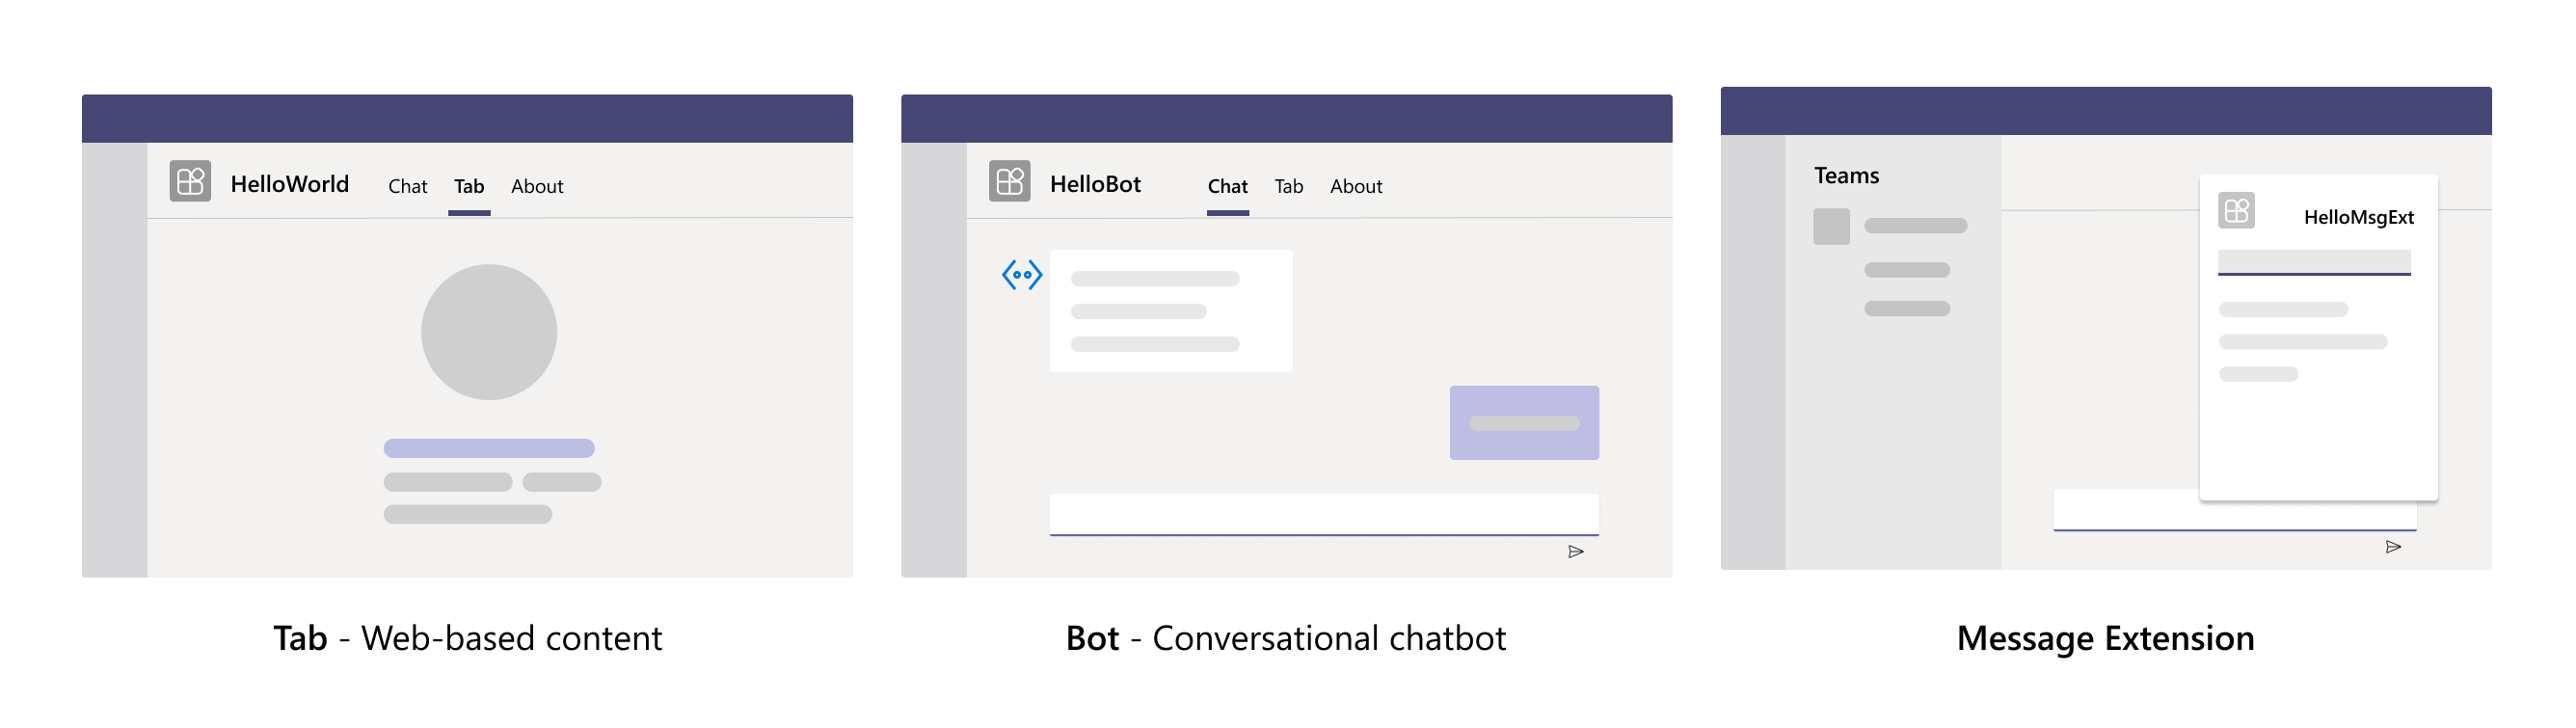 HelloWorld Chat Tab About
Tab - Web-based content
HelloBot Chat Tab About
Bot - Conversational chatbot
Teams
HelloMsgExt
Message Extension